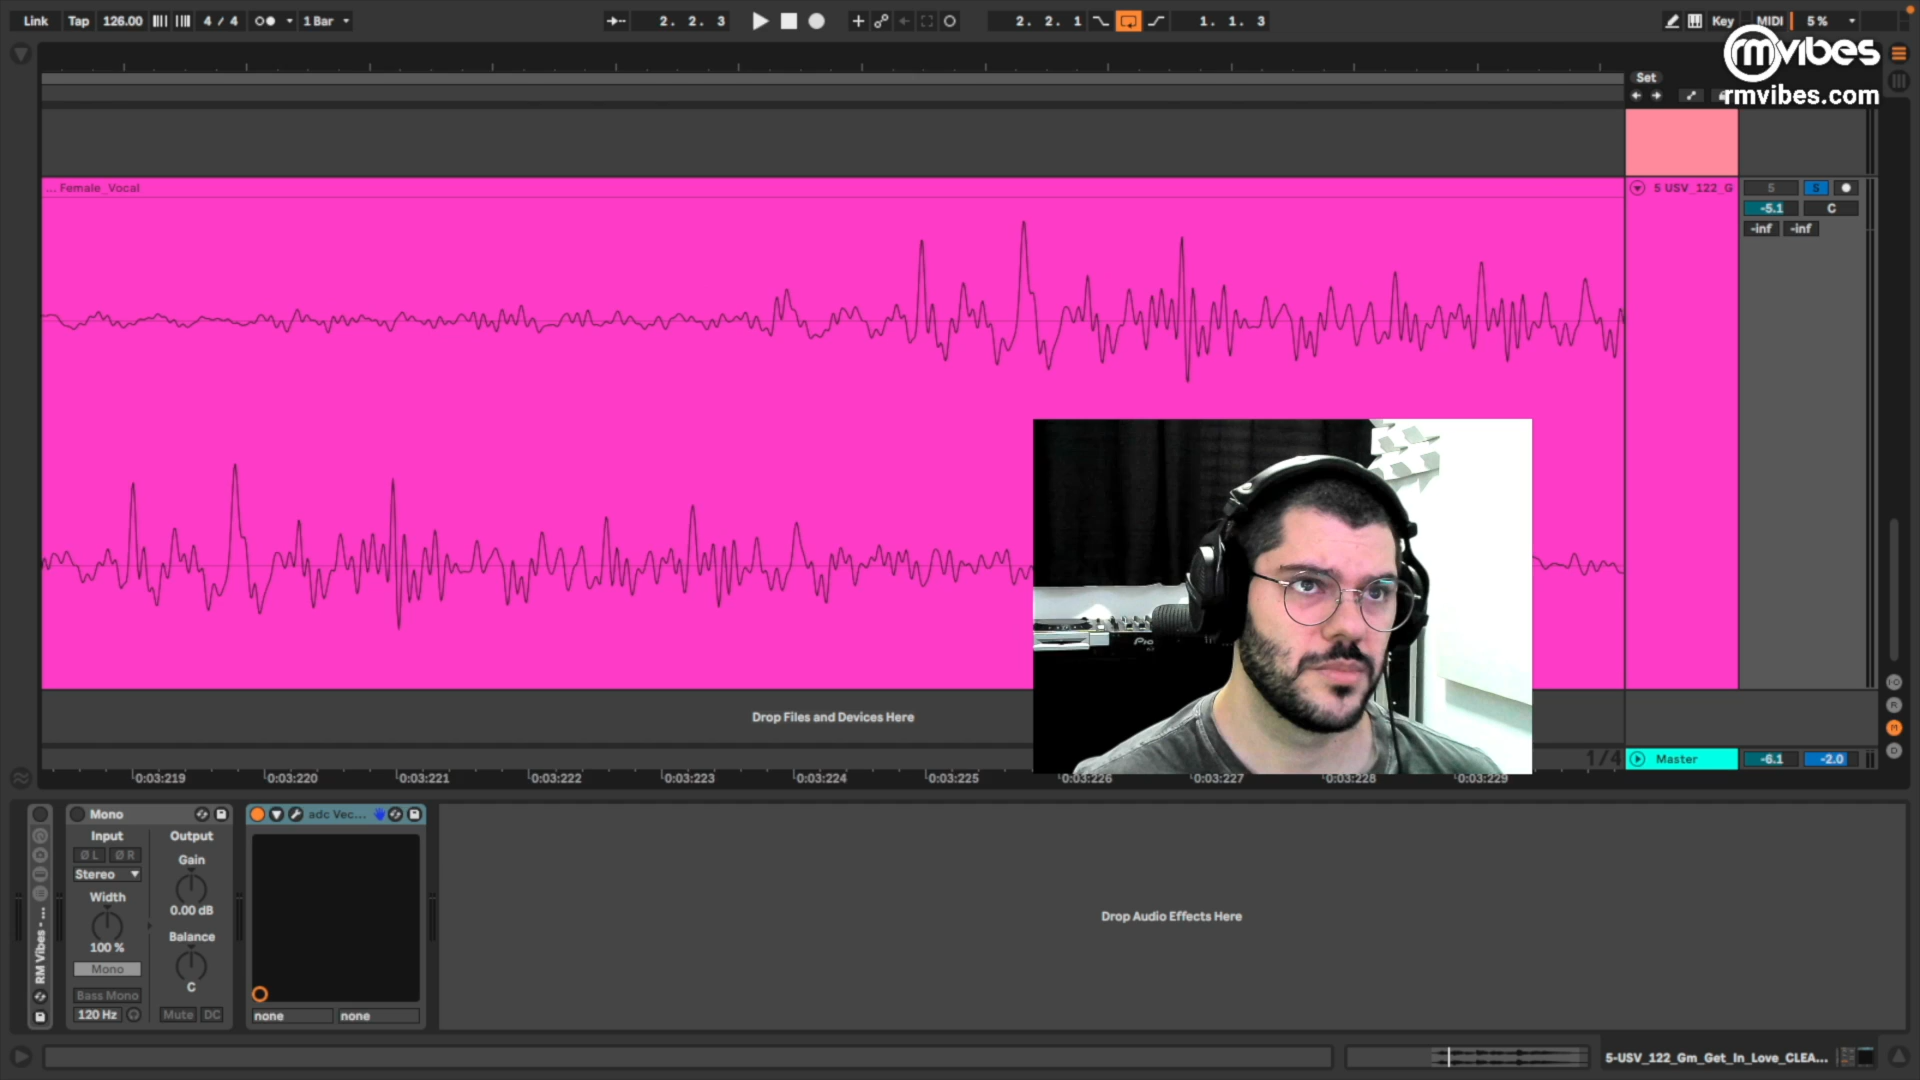 Link Tap 126.00 4 / 4 1 Bar 2. 2. 3 2. 2. 1 1. 1. 3 Key MIDI 5 %
rmvibes
rmvibes.com
Set
... Female_Vocal
5 USV_122_G 5 S
-5.1 C
-inf -inf
Drop Files and Devices Here
1/4 Master -6.1 -2.0
0:03:219 0:03:220 0:03:221 0:03:222 0:03:223 0:03:224 0:03:225 0:03:226 0:03:227 0:03:228 0:03:229
Mono
adc Vec...
Input Output
Ø L Ø R
Gain
Stereo
Width
0.00 dB
Balance
100 %
Mono
C
Bass Mono
120 Hz Mute DC
RM Vibes - ...
none none
Drop Audio Effects Here
5-USV_122_Gm_Get_In_Love_CLEA...